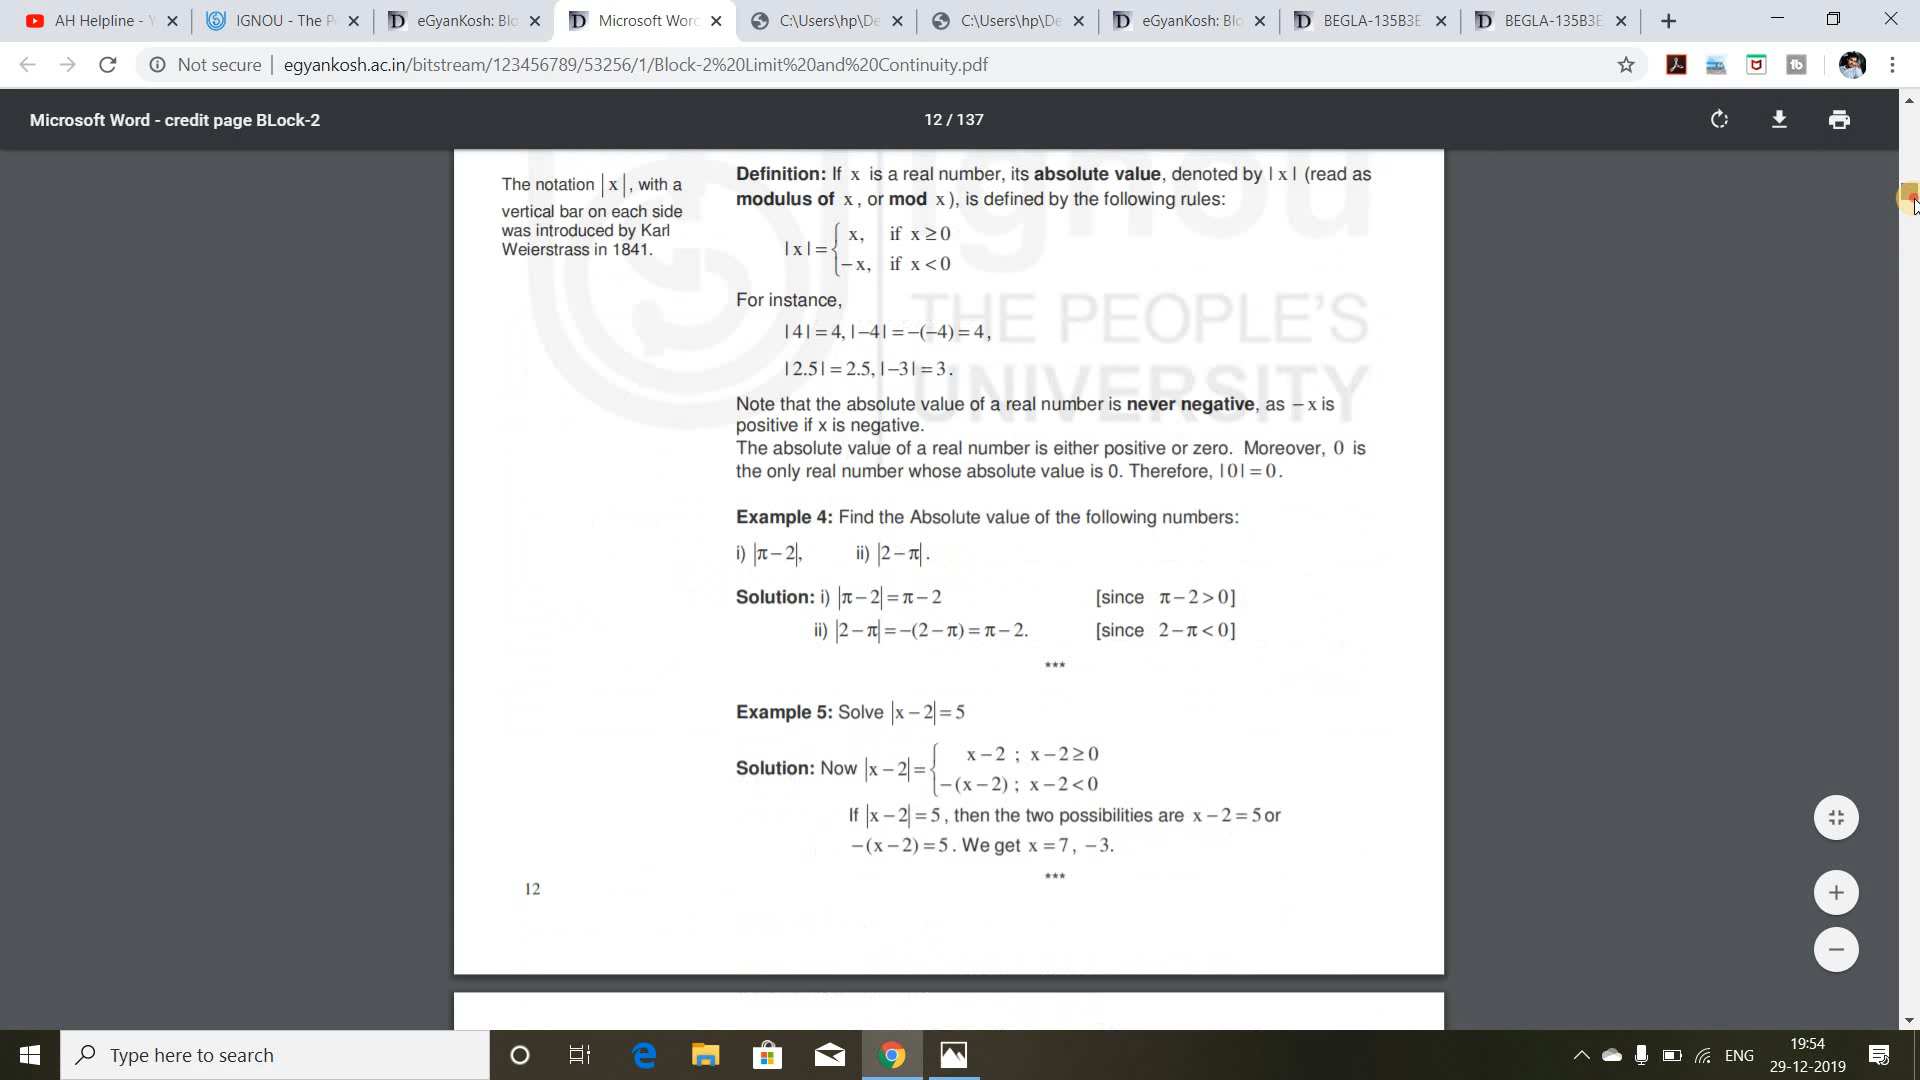 AH Helpline - Y
IGNOU - The P
eGyanKosh: Blo
Microsoft Word
C:\Users\hp\De
C:\Users\hp\De
eGyanKosh: Blo
BEGLA-135B3E
BEGLA-135B3E
Not secure | egyankosh.ac.in/bitstream/123456789/53256/1/Block-2%20Limit%20and%20Continuity.pdf
Microsoft Word - credit page BLock-2
12 / 137
ignou
THE PEOPLE'S
UNIVERSITY
The notation |x|, with a
vertical bar on each side
was introduced by Karl
Weierstrass in 1841.
Definition: If x is a real number, its absolute value, denoted by | x | (read as
modulus of x, or mod x), is defined by the following rules:
| x | = { x, if x ≥ 0
−x, if x < 0
For instance,
| 4 | = 4, | −4 | = −(−4) = 4,
| 2.5 | = 2.5, | −3 | = 3.
Note that the absolute value of a real number is never negative, as − x is
positive if x is negative.
The absolute value of a real number is either positive or zero. Moreover, 0 is
the only real number whose absolute value is 0. Therefore, | 0 | = 0.
Example 4: Find the Absolute value of the following numbers:
i) |π − 2|, ii) |2 − π|.
Solution: i) |π − 2| = π − 2 [since π − 2 > 0]
ii) |2 − π| = −(2 − π) = π − 2. [since 2 − π < 0]
***
Example 5: Solve |x − 2| = 5
Solution: Now |x − 2| = { x − 2 ; x − 2 ≥ 0
−(x − 2) ; x − 2 < 0
If |x − 2| = 5, then the two possibilities are x − 2 = 5 or
−(x − 2) = 5. We get x = 7, −3.
***
12
Type here to search
ENG
19:54
29-12-2019